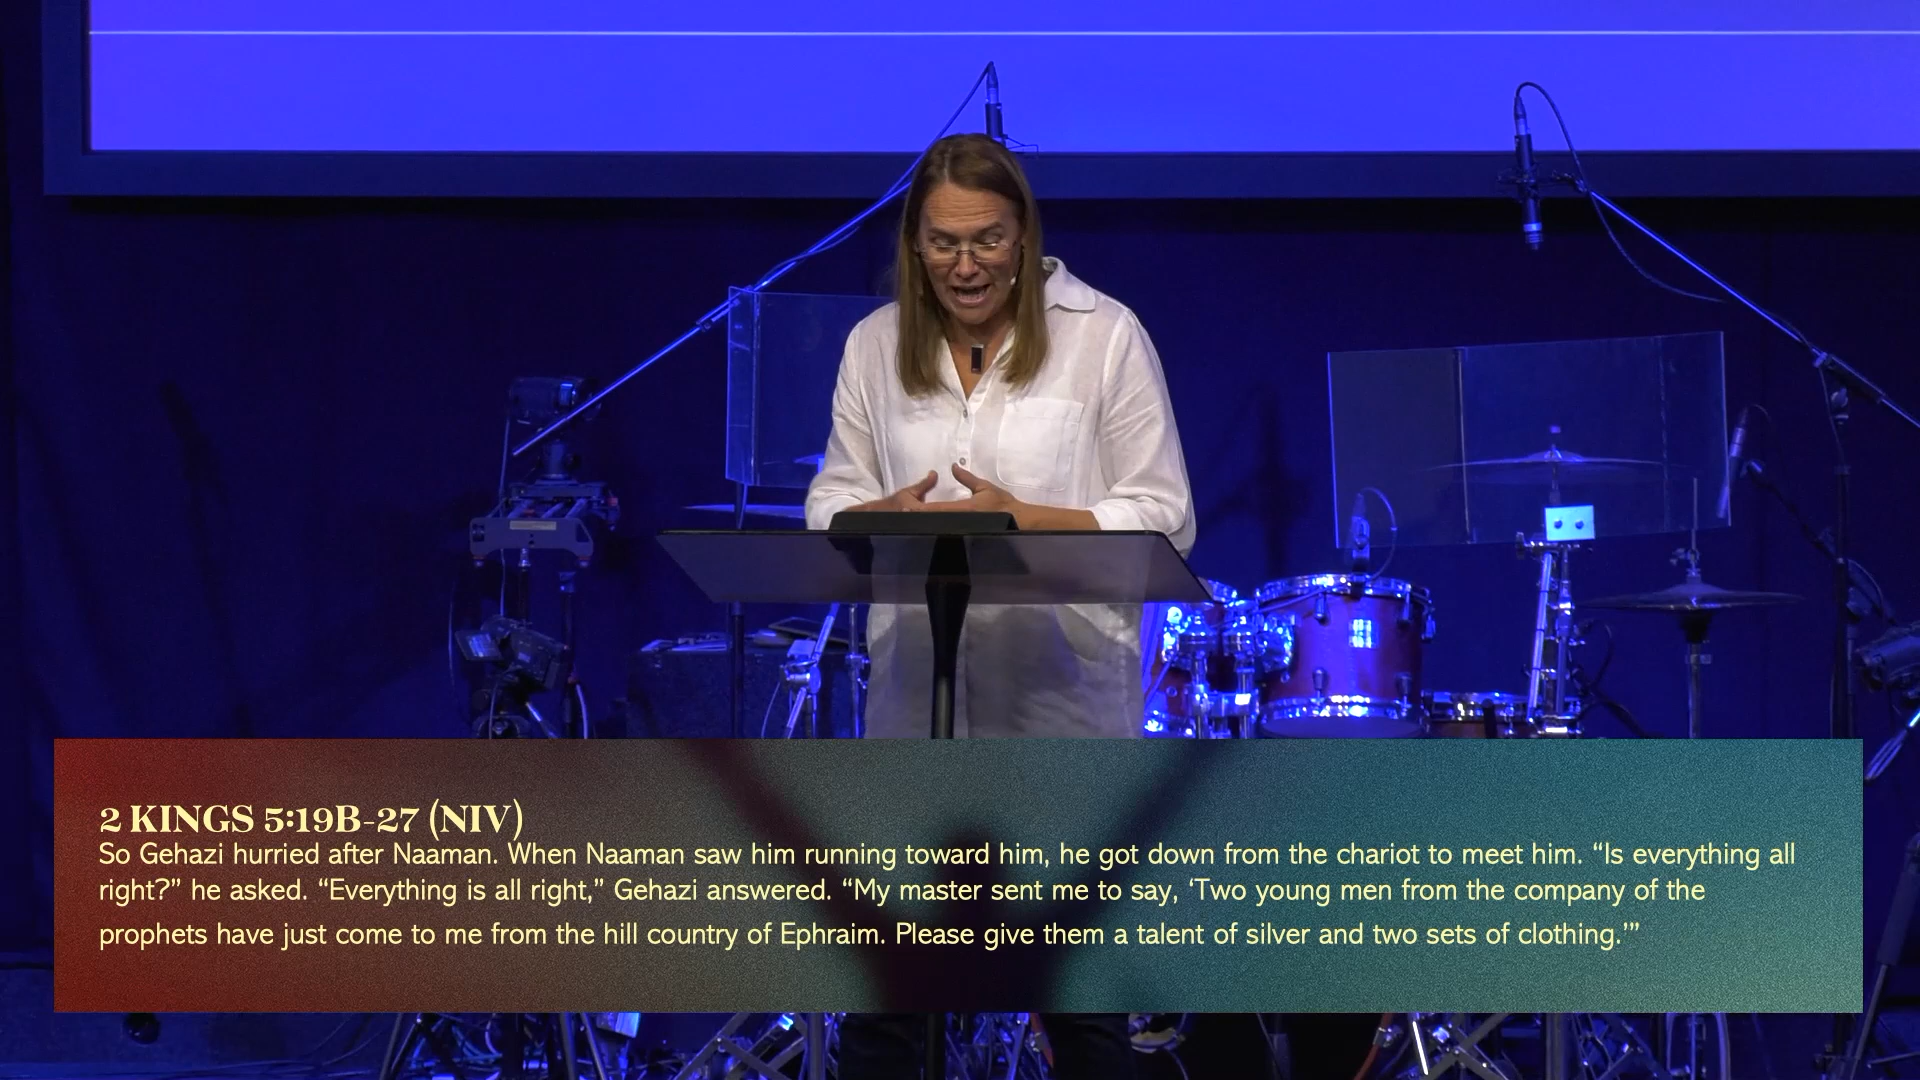 2 KINGS 5:19B-27 (NIV)
So Gehazi hurried after Naaman. When Naaman saw him running toward him, he got down from the chariot to meet him. “Is everything all
right?” he asked. “Everything is all right,” Gehazi answered. “My master sent me to say, ‘Two young men from the company of the
prophets have just come to me from the hill country of Ephraim. Please give them a talent of silver and two sets of clothing.’”